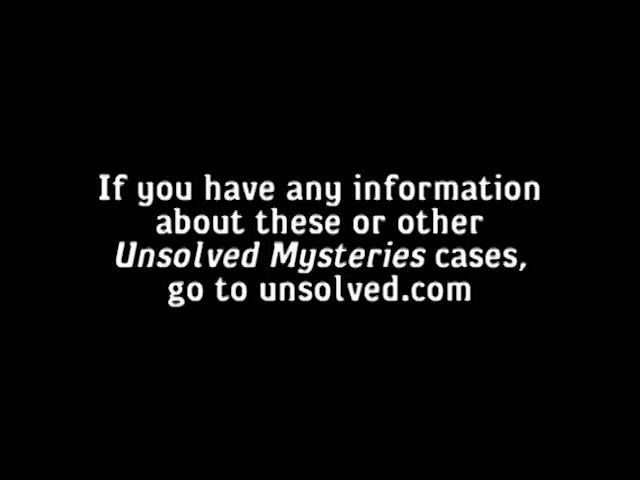 If you have any information
about these or other
Unsolved Mysteries cases,
go to unsolved.com